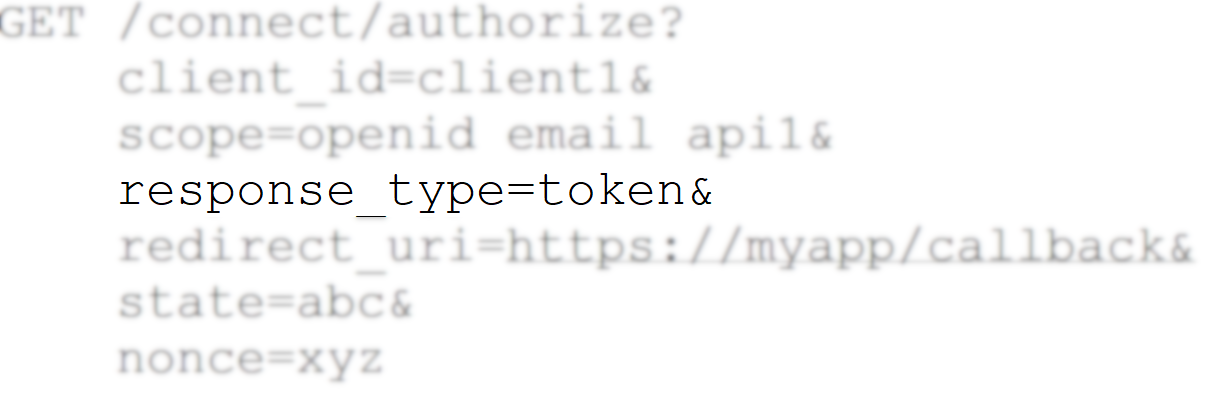 GET /connect/authorize?
client_id=client1&
scope=openid email api1&
response_type=token&
redirect_uri=https://myapp/callback&
state=abc&
nonce=xyz